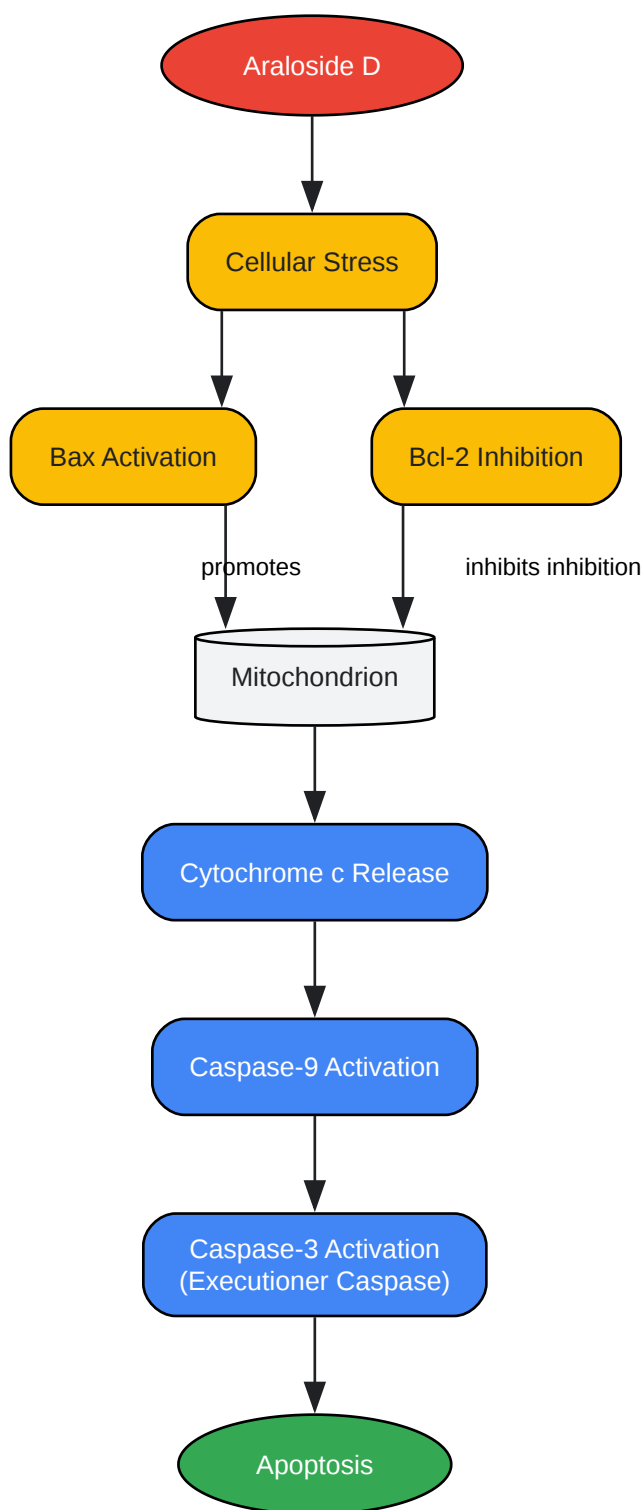 Araloside D
Cellular Stress
Bax Activation
Bcl-2 Inhibition
promotes
inhibits inhibition
Mitochondrion
Cytochrome c Release
Caspase-9 Activation
Caspase-3 Activation
(Executioner Caspase)
Apoptosis